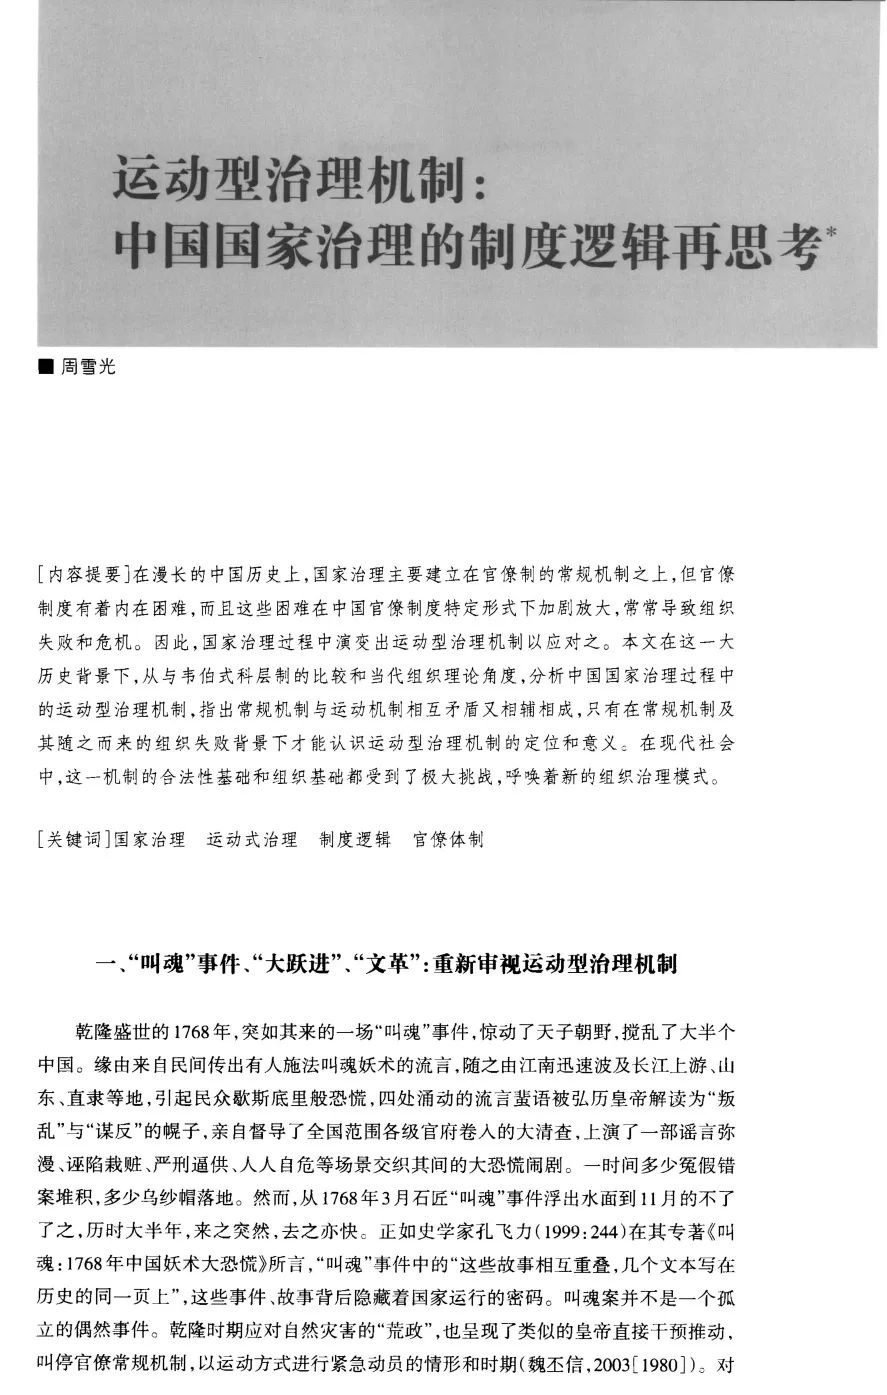 运动型治理机制:
中国国家治理的制度逻辑再思考*
■ 周雪光
[内容提要]在漫长的中国历史上,国家治理主要建立在官僚制的常规机制之上,但官僚
制度有着内在困难,而且这些困难在中国官僚制度特定形式下加剧放大,常常导致组织
失败和危机。因此,国家治理过程中演变出运动型治理机制以应对之。本文在这一大
历史背景下,从与韦伯式科层制的比较和当代组织理论角度,分析中国国家治理过程中
的运动型治理机制,指出常规机制与运动机制相互矛盾又相辅相成,只有在常规机制及
其随之而来的组织失败背景下才能认识运动型治理机制的定位和意义。在现代社会
中,这一机制的合法性基础和组织基础都受到了极大挑战,呼唤着新的组织治理模式。
[关键词]国家治理 运动式治理 制度逻辑 官僚体制
一、“叫魂”事件、“大跃进”、“文革”:重新审视运动型治理机制
乾隆盛世的1768年,突如其来的一场“叫魂”事件,惊动了天子朝野,搅乱了大半个
中国。缘由来自民间传出有人施法叫魂妖术的流言,随之由江南迅速波及长江上游、山
东、直隶等地,引起民众歇斯底里般恐慌,四处涌动的流言蜚语被弘历皇帝解读为“叛
乱”与“谋反”的幌子,亲自督导了全国范围各级官府卷入的大清查,上演了一部谣言弥
漫、诬陷栽赃、严刑逼供、人人自危等场景交织其间的大恐慌闹剧。一时间多少冤假错
案堆积,多少乌纱帽落地。然而,从1768年3月石匠“叫魂”事件浮出水面到11月的不了
了之,历时大半年,来之突然,去之亦快。正如史学家孔飞力(1999:244)在其专著《叫
魂:1768年中国妖术大恐慌》所言,“叫魂”事件中的“这些故事相互重叠,几个文本写在
历史的同一页上”,这些事件、故事背后隐藏着国家运行的密码。叫魂案并不是一个孤
立的偶然事件。乾隆时期应对自然灾害的“荒政”,也呈现了类似的皇帝直接干预推动,
叫停官僚常规机制,以运动方式进行紧急动员的情形和时期(魏丕信,2003[1980])。对